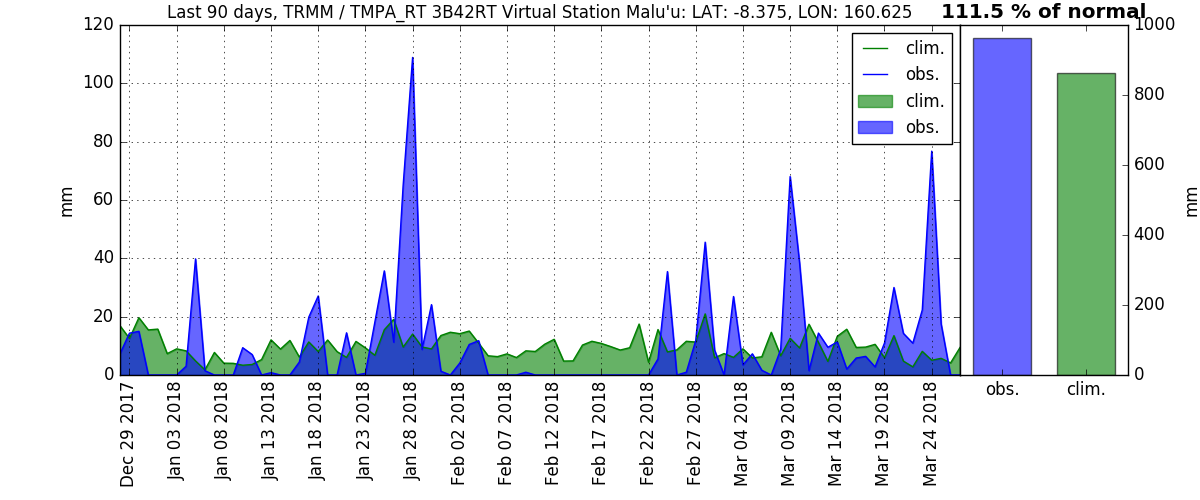 Last 90 days, TRMM / TMPA_RT 3B42RT Virtual Station Malu'u: LAT: -8.375, LON: 160.625
111.5 % of normal
120
100
80
60
40
20
0
mm
clim.
obs.
clim.
obs.
1000
800
600
400
200
0
mm
Dec 29 2017
Jan 03 2018
Jan 08 2018
Jan 13 2018
Jan 18 2018
Jan 23 2018
Jan 28 2018
Feb 02 2018
Feb 07 2018
Feb 12 2018
Feb 17 2018
Feb 22 2018
Feb 27 2018
Mar 04 2018
Mar 09 2018
Mar 14 2018
Mar 19 2018
Mar 24 2018
obs.
clim.